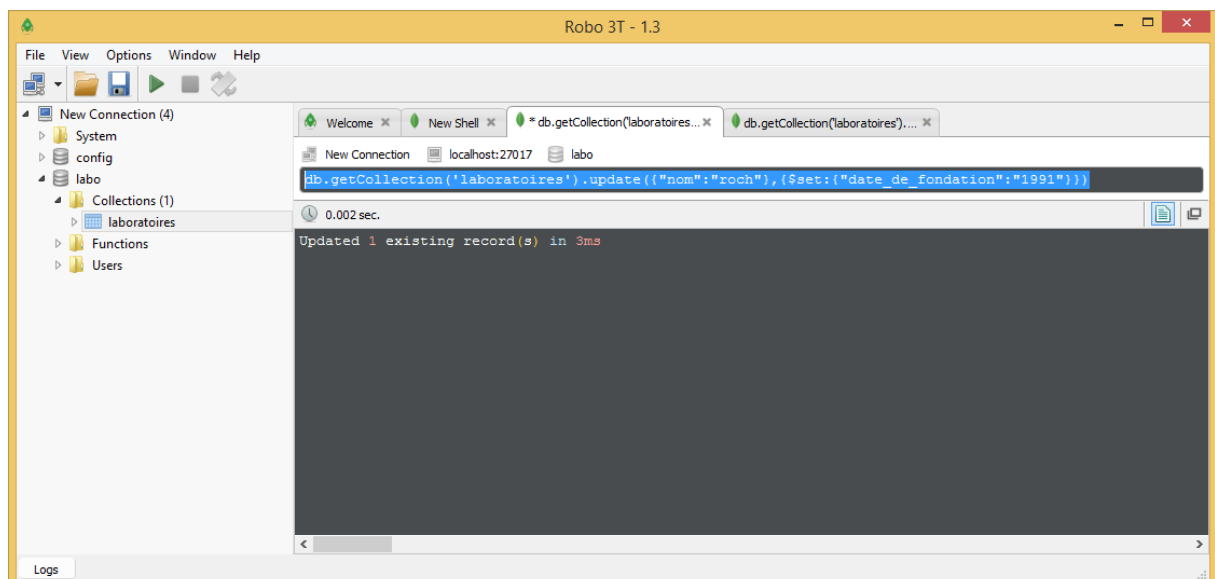 Robo 3T - 1.3
File View Options Window Help
New Connection (4)
System
config
labo
Collections (1)
laboratoires
Functions
Users
Welcome New Shell * db.getCollection('laboratoires... db.getCollection('laboratoires')....
New Connection localhost:27017 labo
db.getCollection('laboratoires').update({"nom":"roch"},{$set:{"date_de_fondation":"1991"}})
0.002 sec.
Updated 1 existing record(s) in 3ms
Logs